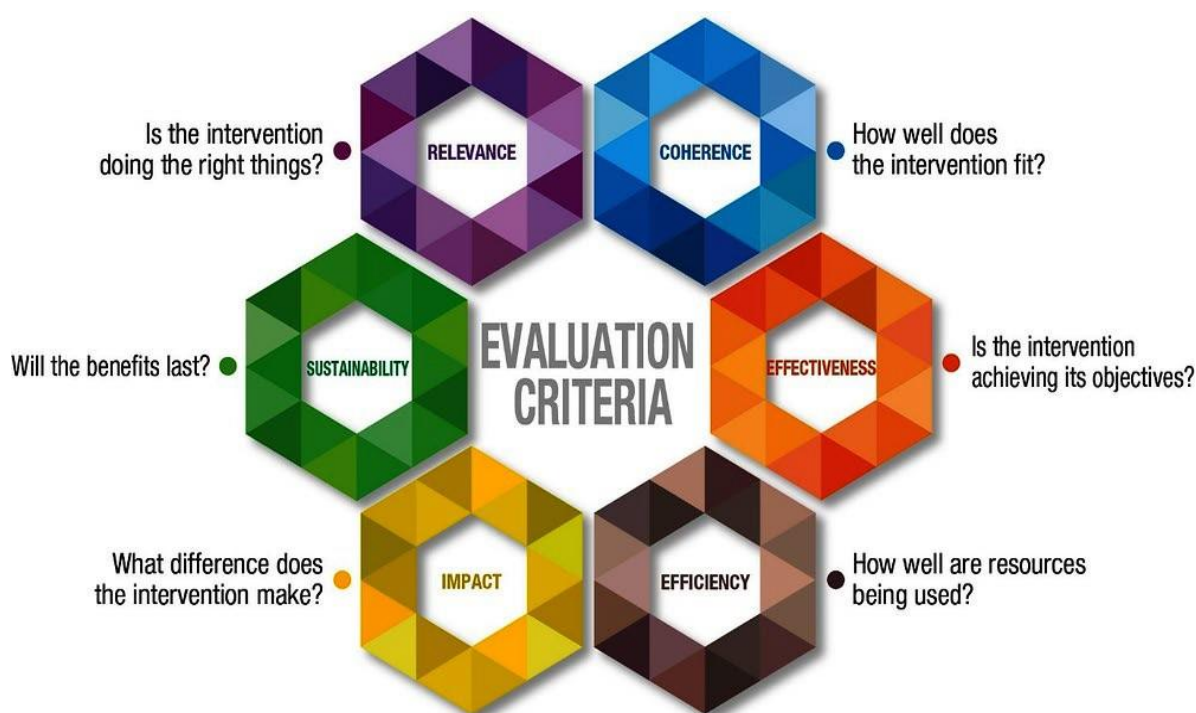 Is the intervention
doing the right things?
RELEVANCE
COHERENCE
How well does
the intervention fit?
Will the benefits last?
SUSTAINABILITY
EVALUATION
CRITERIA
EFFECTIVENESS
Is the intervention
achieving its objectives?
What difference does
the intervention make?
IMPACT
EFFICIENCY
How well are resources
being used?